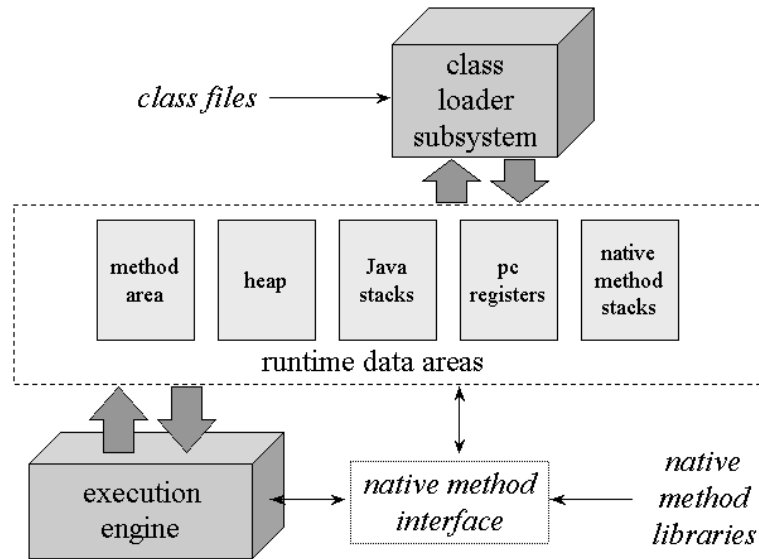 class
loader
subsystem
class files
method
area
heap
Java
stacks
pc
registers
native
method
stacks
runtime data areas
execution
engine
native method
interface
native
method
libraries